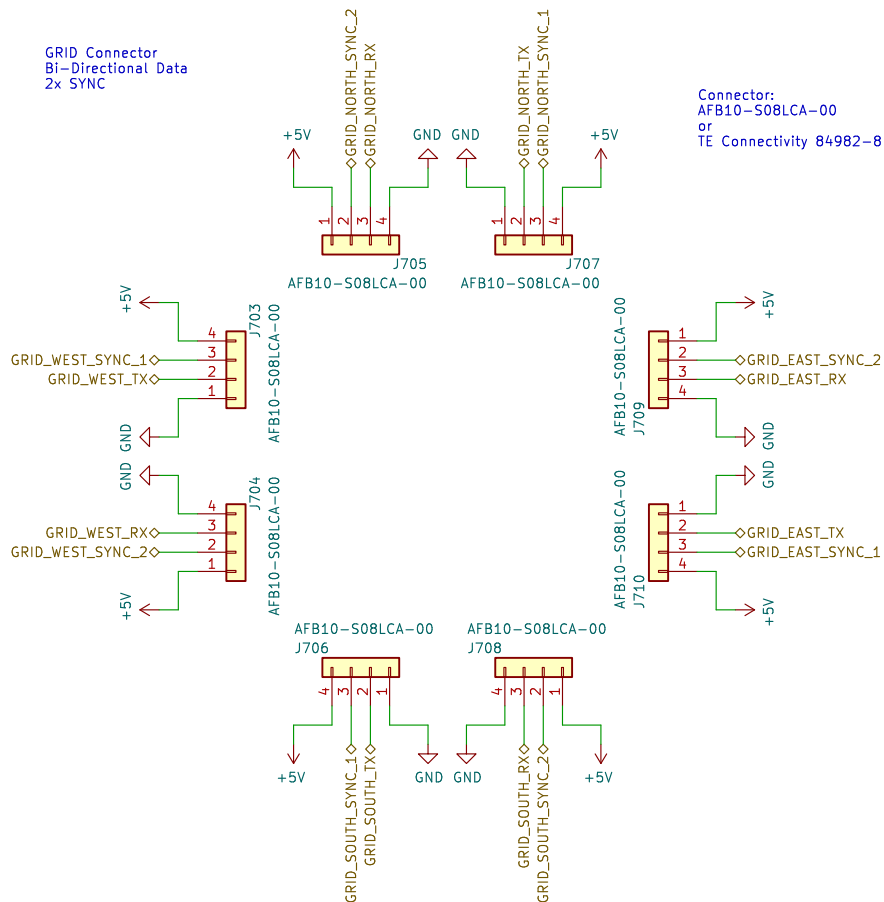 GRID Connector
Bi-Directional Data
2x SYNC
Connector:
AFB10-S08LCA-00
or
TE Connectivity 84982-8
GRID_NORTH_SYNC_2
GRID_NORTH_RX
+5V
GND
1
2
3
4
J705
AFB10-S08LCA-00
GRID_NORTH_TX
GRID_NORTH_SYNC_1
GND
+5V
1
2
3
4
J707
AFB10-S08LCA-00
+5V
GRID_WEST_SYNC_1
GRID_WEST_TX
GND
4
3
2
1
J703
AFB10-S08LCA-00
+5V
GRID_EAST_SYNC_2
GRID_EAST_RX
GND
1
2
3
4
J709
AFB10-S08LCA-00
GND
GRID_WEST_RX
GRID_WEST_SYNC_2
+5V
4
3
2
1
J704
AFB10-S08LCA-00
GND
GRID_EAST_TX
GRID_EAST_SYNC_1
+5V
1
2
3
4
J710
AFB10-S08LCA-00
AFB10-S08LCA-00
J706
4
3
2
1
+5V
GRID_SOUTH_SYNC_1
GRID_SOUTH_TX
GND
AFB10-S08LCA-00
J708
4
3
2
1
GND
GRID_SOUTH_RX
GRID_SOUTH_SYNC_2
+5V